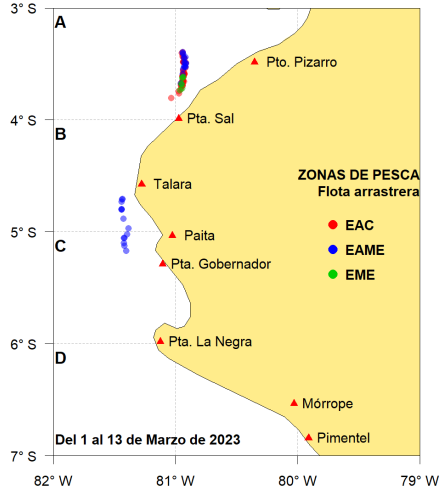 3° S
A
Pto. Pizarro
4° S
Pta. Sal
B
ZONAS DE PESCA
Flota arrastrera
Talara
EAC
5° S
Paita
C
EAME
Pta. Gobernador
EME
6° S
Pta. La Negra
D
Mórrope
Del 1 al 13 de Marzo de 2023
Pimentel
7° S
82° W
81° W
80° W
79° W